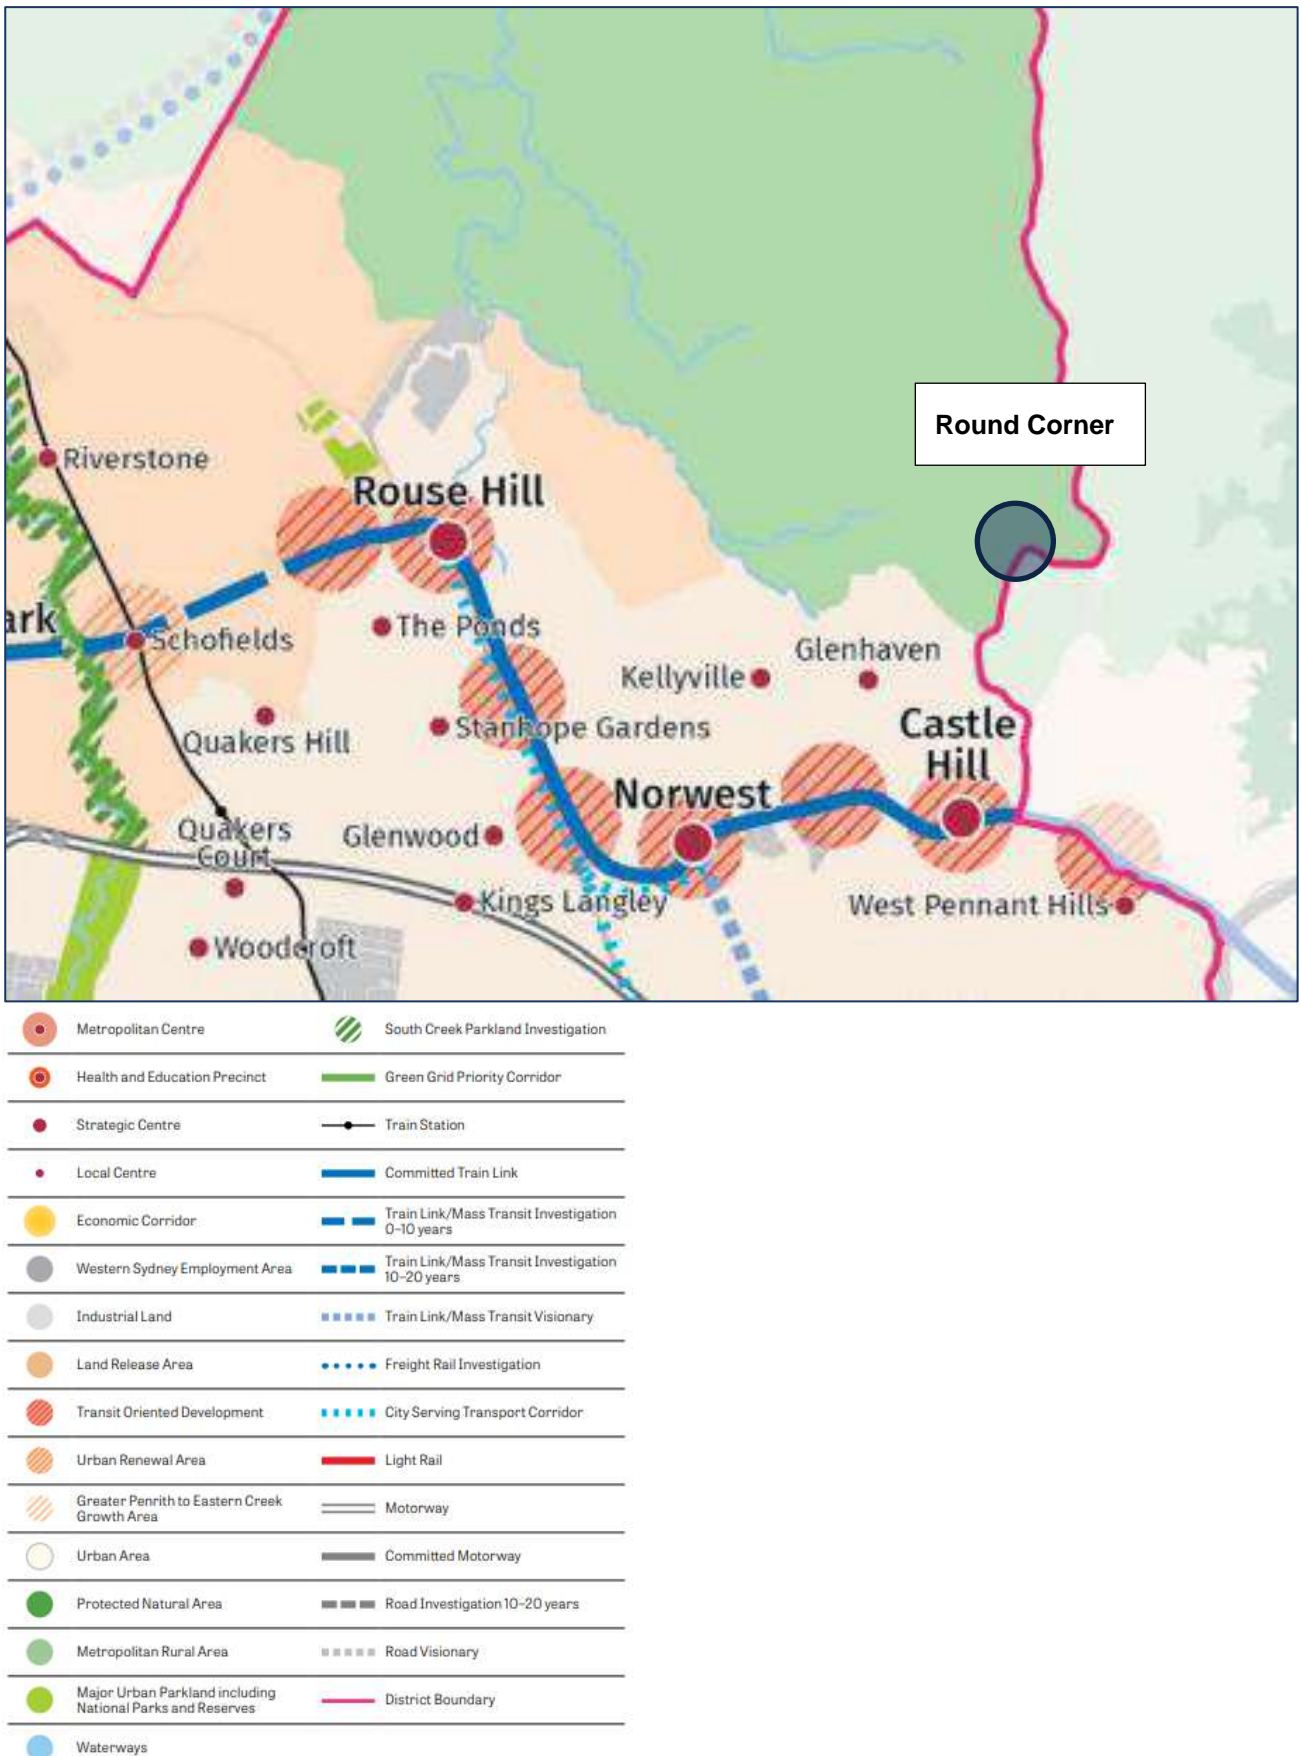 Round Corner
Riverstone
Rouse Hill
ark
Schofields
The Ponds
Glenhaven
Kellyville
Quakers Hill
Stanhope Gardens
Castle
Hill
Norwest
Quakers
Court
Glenwood
Kings Langley
West Pennant Hills
Woodcroft
Metropolitan Centre
South Creek Parkland Investigation
Health and Education Precinct
Green Grid Priority Corridor
Strategic Centre
Train Station
Local Centre
Committed Train Link
Economic Corridor
Train Link/Mass Transit Investigation
0–10 years
Western Sydney Employment Area
Train Link/Mass Transit Investigation
10–20 years
Industrial Land
Train Link/Mass Transit Visionary
Land Release Area
Freight Rail Investigation
Transit Oriented Development
City Serving Transport Corridor
Urban Renewal Area
Light Rail
Greater Penrith to Eastern Creek
Growth Area
Motorway
Urban Area
Committed Motorway
Protected Natural Area
Road Investigation 10–20 years
Metropolitan Rural Area
Road Visionary
Major Urban Parkland including
National Parks and Reserves
District Boundary
Waterways